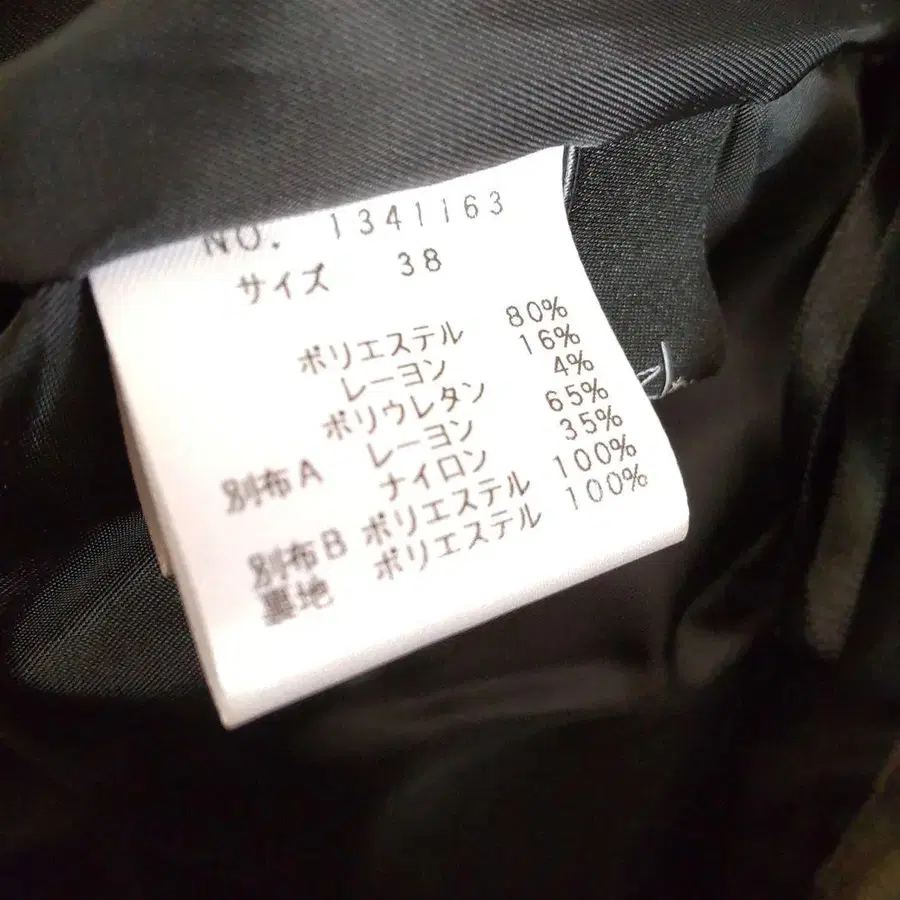 NO. 1341163
サイズ 38
ポリエステル 80%
レーヨン 16%
ポリウレタン 4%
別布A レーヨン 65%
ナイロン 35%
別布B ポリエステル 100%
裏地 ポリエステル 100%